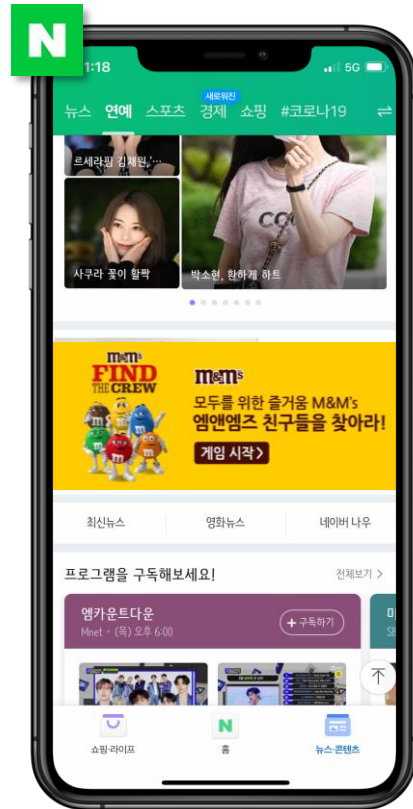 N
1:18
5G
새로워진
뉴스 연예 스포츠 경제 쇼핑 #코로나19
르세라핌 김채원,'…
사쿠라 꽃이 활짝
박소현, 환하게 하트
m&m's
FIND
THE CREW
m&m's
모두를 위한 즐거움 M&M's
엠앤엠즈 친구들을 찾아라!
게임 시작>
최신뉴스
영화뉴스
네이버 나우
프로그램을 구독해보세요!
전체보기 >
엠카운트다운
Mnet · (목) 오후 6:00
+ 구독하기
N
쇼핑·라이프
홈
뉴스·콘텐츠